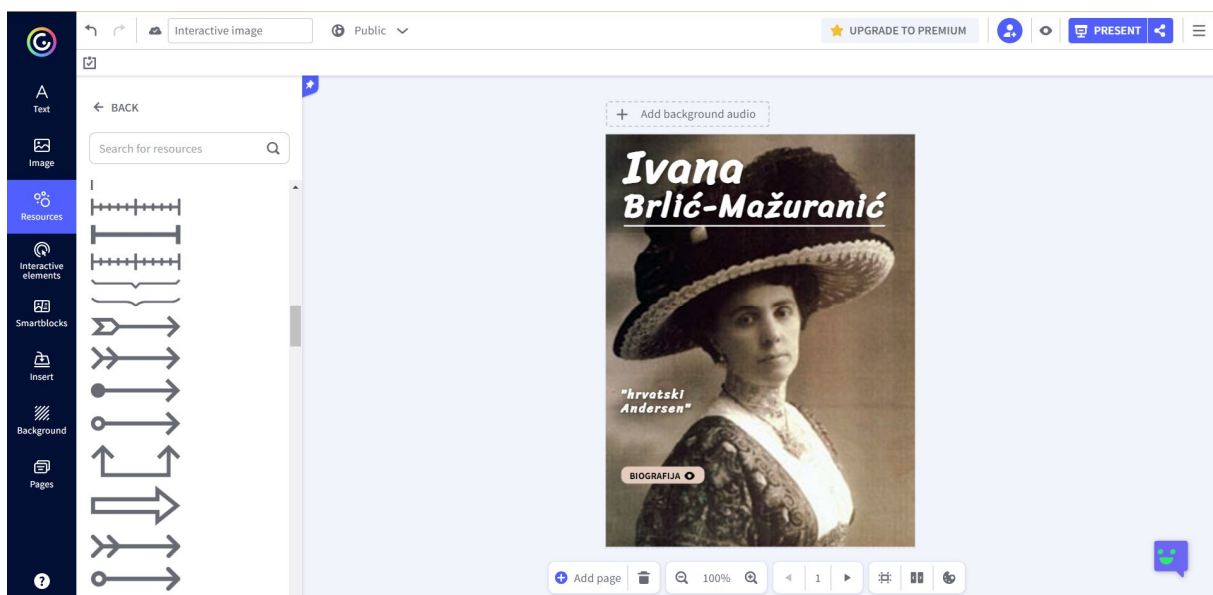 Interactive image
Public
UPGRADE TO PREMIUM
PRESENT
Text
Image
Resources
Interactive
elements
Smartblocks
Insert
Background
Pages
?
BACK
Search for resources
+ Add background audio
Ivana
Brlić-Mažuranić
"hrvatski
Andersen"
BIOGRAFIJA
Add page
100%
1